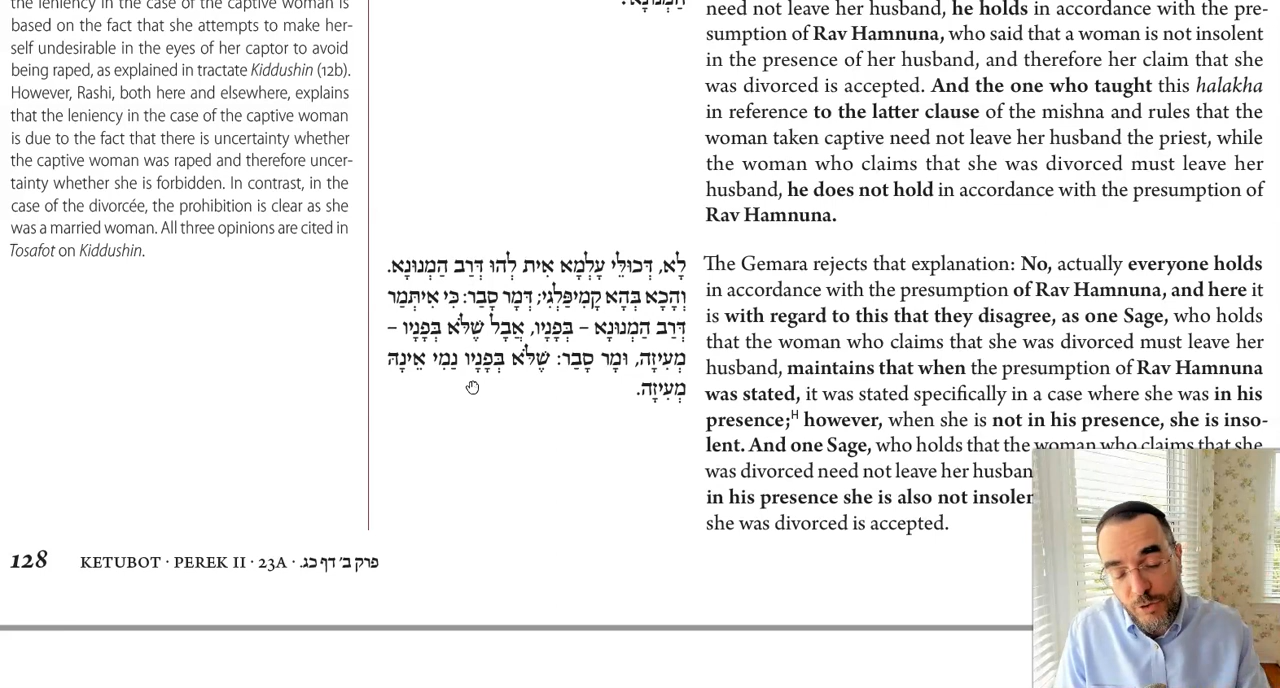 the leniency in the case of the captive woman is
based on the fact that she attempts to make her-
self undesirable in the eyes of her captor to avoid
being raped, as explained in tractate Kiddushin (12b).
However, Rashi, both here and elsewhere, explains
that the leniency in the case of the captive woman
is due to the fact that there is uncertainty whether
the captive woman was raped and therefore uncer-
tainty whether she is forbidden. In contrast, in the
case of the divorcée, the prohibition is clear as she
was a married woman. All three opinions are cited in
Tosafot on Kiddushin.
הַמְנוּנָא.
לָא, דְּכוּלֵּי עָלְמָא אִית לְהוּ דְּרַב הַמְנוּנָא.
וְהָכָא בְּהָא קָמִיפַּלְגִי; דְּמָר סָבַר: כִּי אִיתְּמַר
דְּרַב הַמְנוּנָא – בְּפָנָיו, אֲבָל שֶׁלֹּא בְּפָנָיו –
מְעִיזָּה, וּמָר סָבַר: שֶׁלֹּא בְּפָנָיו נַמִי אֵינָהּ
מְעִיזָּה.
need not leave her husband, he holds in accordance with the pre-
sumption of Rav Hamnuna, who said that a woman is not insolent
in the presence of her husband, and therefore her claim that she
was divorced is accepted. And the one who taught this halakha
in reference to the latter clause of the mishna and rules that the
woman taken captive need not leave her husband the priest, while
the woman who claims that she was divorced must leave her
husband, he does not hold in accordance with the presumption of
Rav Hamnuna.
The Gemara rejects that explanation: No, actually everyone holds
in accordance with the presumption of Rav Hamnuna, and here it
is with regard to this that they disagree, as one Sage, who holds
that the woman who claims that she was divorced must leave her
husband, maintains that when the presumption of Rav Hamnuna
was stated, it was stated specifically in a case where she was in his
presence;H however, when she is not in his presence, she is inso-
lent. And one Sage, who holds that the woman who claims that she
was divorced need not leave her husban
in his presence she is also not insolen
she was divorced is accepted.
128 KETUBOT · PEREK II · 23A · פרק ב׳ דף כג.